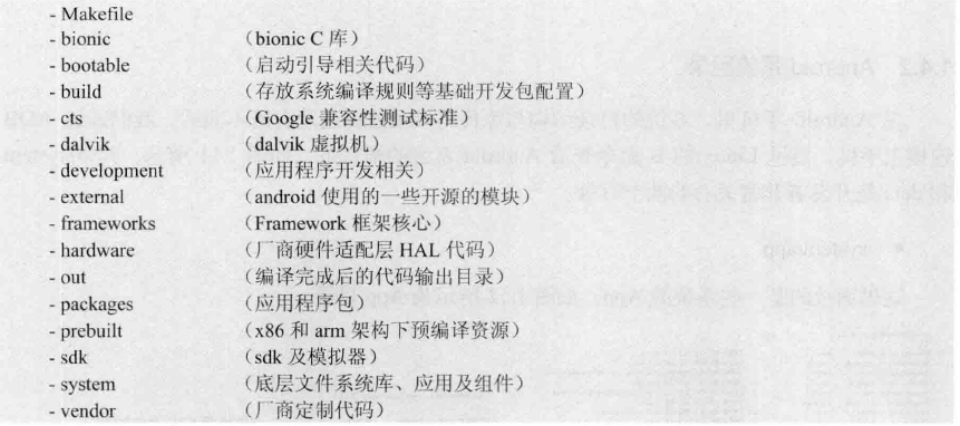 - Makefile
- bionic （bionic C 库）
- bootable （启动引导相关代码）
- build （存放系统编译规则等基础开发包配置）
- cts （Google 兼容性测试标准）
- dalvik （dalvik 虚拟机）
- development （应用程序开发相关）
- external （android 使用的一些开源的模块）
- frameworks （Framework 框架核心）
- hardware （厂商硬件适配层 HAL 代码）
- out （编译完成后的代码输出目录）
- packages （应用程序包）
- prebuilt （x86 和 arm 架构下预编译资源）
- sdk （sdk 及模拟器）
- system （底层文件系统库、应用及组件）
- vendor （厂商定制代码）